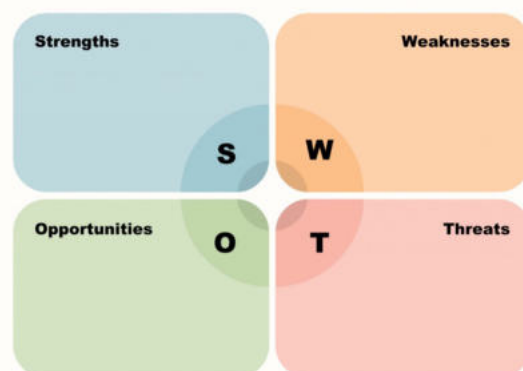 Strengths
Weaknesses
S
W
Opportunities
O
T
Threats